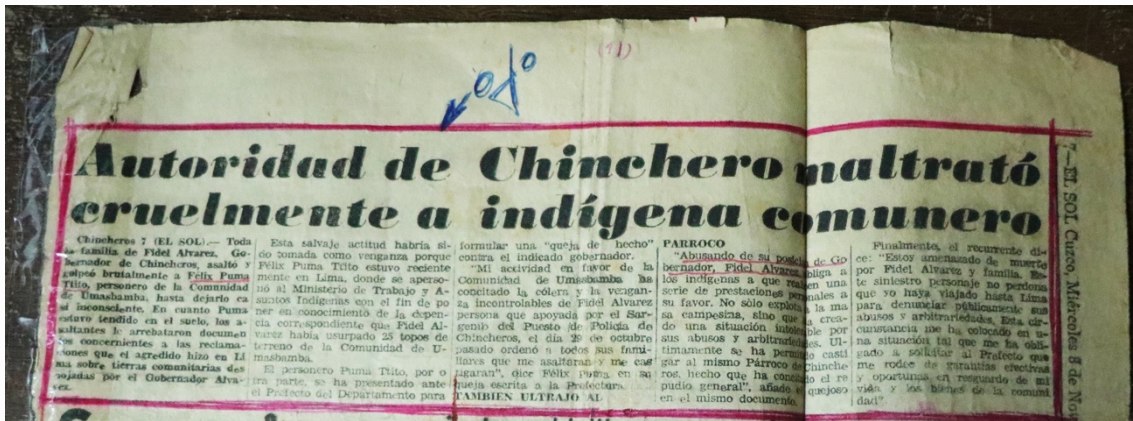 (41)
Autoridad de Chinchero maltrató
cruelmente a indígena comunero
Chincheros 7 (EL SOL).— Toda
la familia de Fidel Alvarez, Go-
bernador de Chincheros, asaltó y
golpeó brutalmente a Félix Puma
Ttito, personero de la Comunidad
de Umasbamba, hasta dejarlo ca
si inconsciente. En cuanto Puma
estuvo tendido en el suelo, los a-
saltantes le arrebataron documen
tos concernientes a las reclama-
ciones que el agredido hizo en Li
ma sobre tierras comunitarias des
pojadas por el Gobernador Alva-
rez.
Esta salvaje actitud habría si-
do tomada como venganza porque
Félix Puma Ttito estuvo reciente
mente en Lima, donde se aperso-
nió al Ministerio de Trabajo y A-
suntos Indígenas con el fin de po
ner en conocimiento de la depen-
cia correspondiente que Fidel Al-
varez había usurpado 25 topos de
terreno de la Comunidad de U-
masbamba.
El personero Puma Ttito, por o
tra parte, se ha presentado ante
el Prefecto del Departamento para
formular una "queja de hecho"
contra el indicado gobernador.
"Mi actividad en favor de la
Comunidad de Umasbamba ha
concitado la cólera y la vengan-
za incontrolables de Fidel Alvarez
persona que apoyada por el Sar-
gento del Puesto de Policía de
Chincheros, el día 29 de octubre
pasado ordenó a todos sus fami-
liares que me asaltaran y me cas
tigaran", dice Félix Puma en su
queja escrita a la Prefectura.
TAMBIEN ULTRAJO AL
PARROCO
"Abusando de su posición de Go
bernador, Fidel Alvarez, obliga a
los indígenas a que realicen una
serie de prestaciones personales a
su favor. No sólo explota a la ma
sa campesina, sino que ha crea-
do una situación intolerable por
sus abusos y arbitrariedades. Ul-
timamente se ha permitido casti
gar al mismo Párroco de Chinche
ros, hecho que ha concitado el re
pudio general", añade el quejoso
en el mismo documento.
Finalmente, el recurrente di-
ce: "Estoy amenazado de muerte
por Fidel Alvarez y familia. Es-
te siniestro personaje no perdona
que yo haya viajado hasta Lima
para denunciar públicamente sus
abusos y arbitrariedades. Esta cir-
cunstancia me ha colocado en u-
na situación tal que me ha obli-
gado a solicitar al Prefecto que
me rodee de garantías efectivas
y oportunas en resguardo de mi
vida y los bienes de la comuni
dad".
7—EL SOL Cuzco, Miércoles 8 de Nov